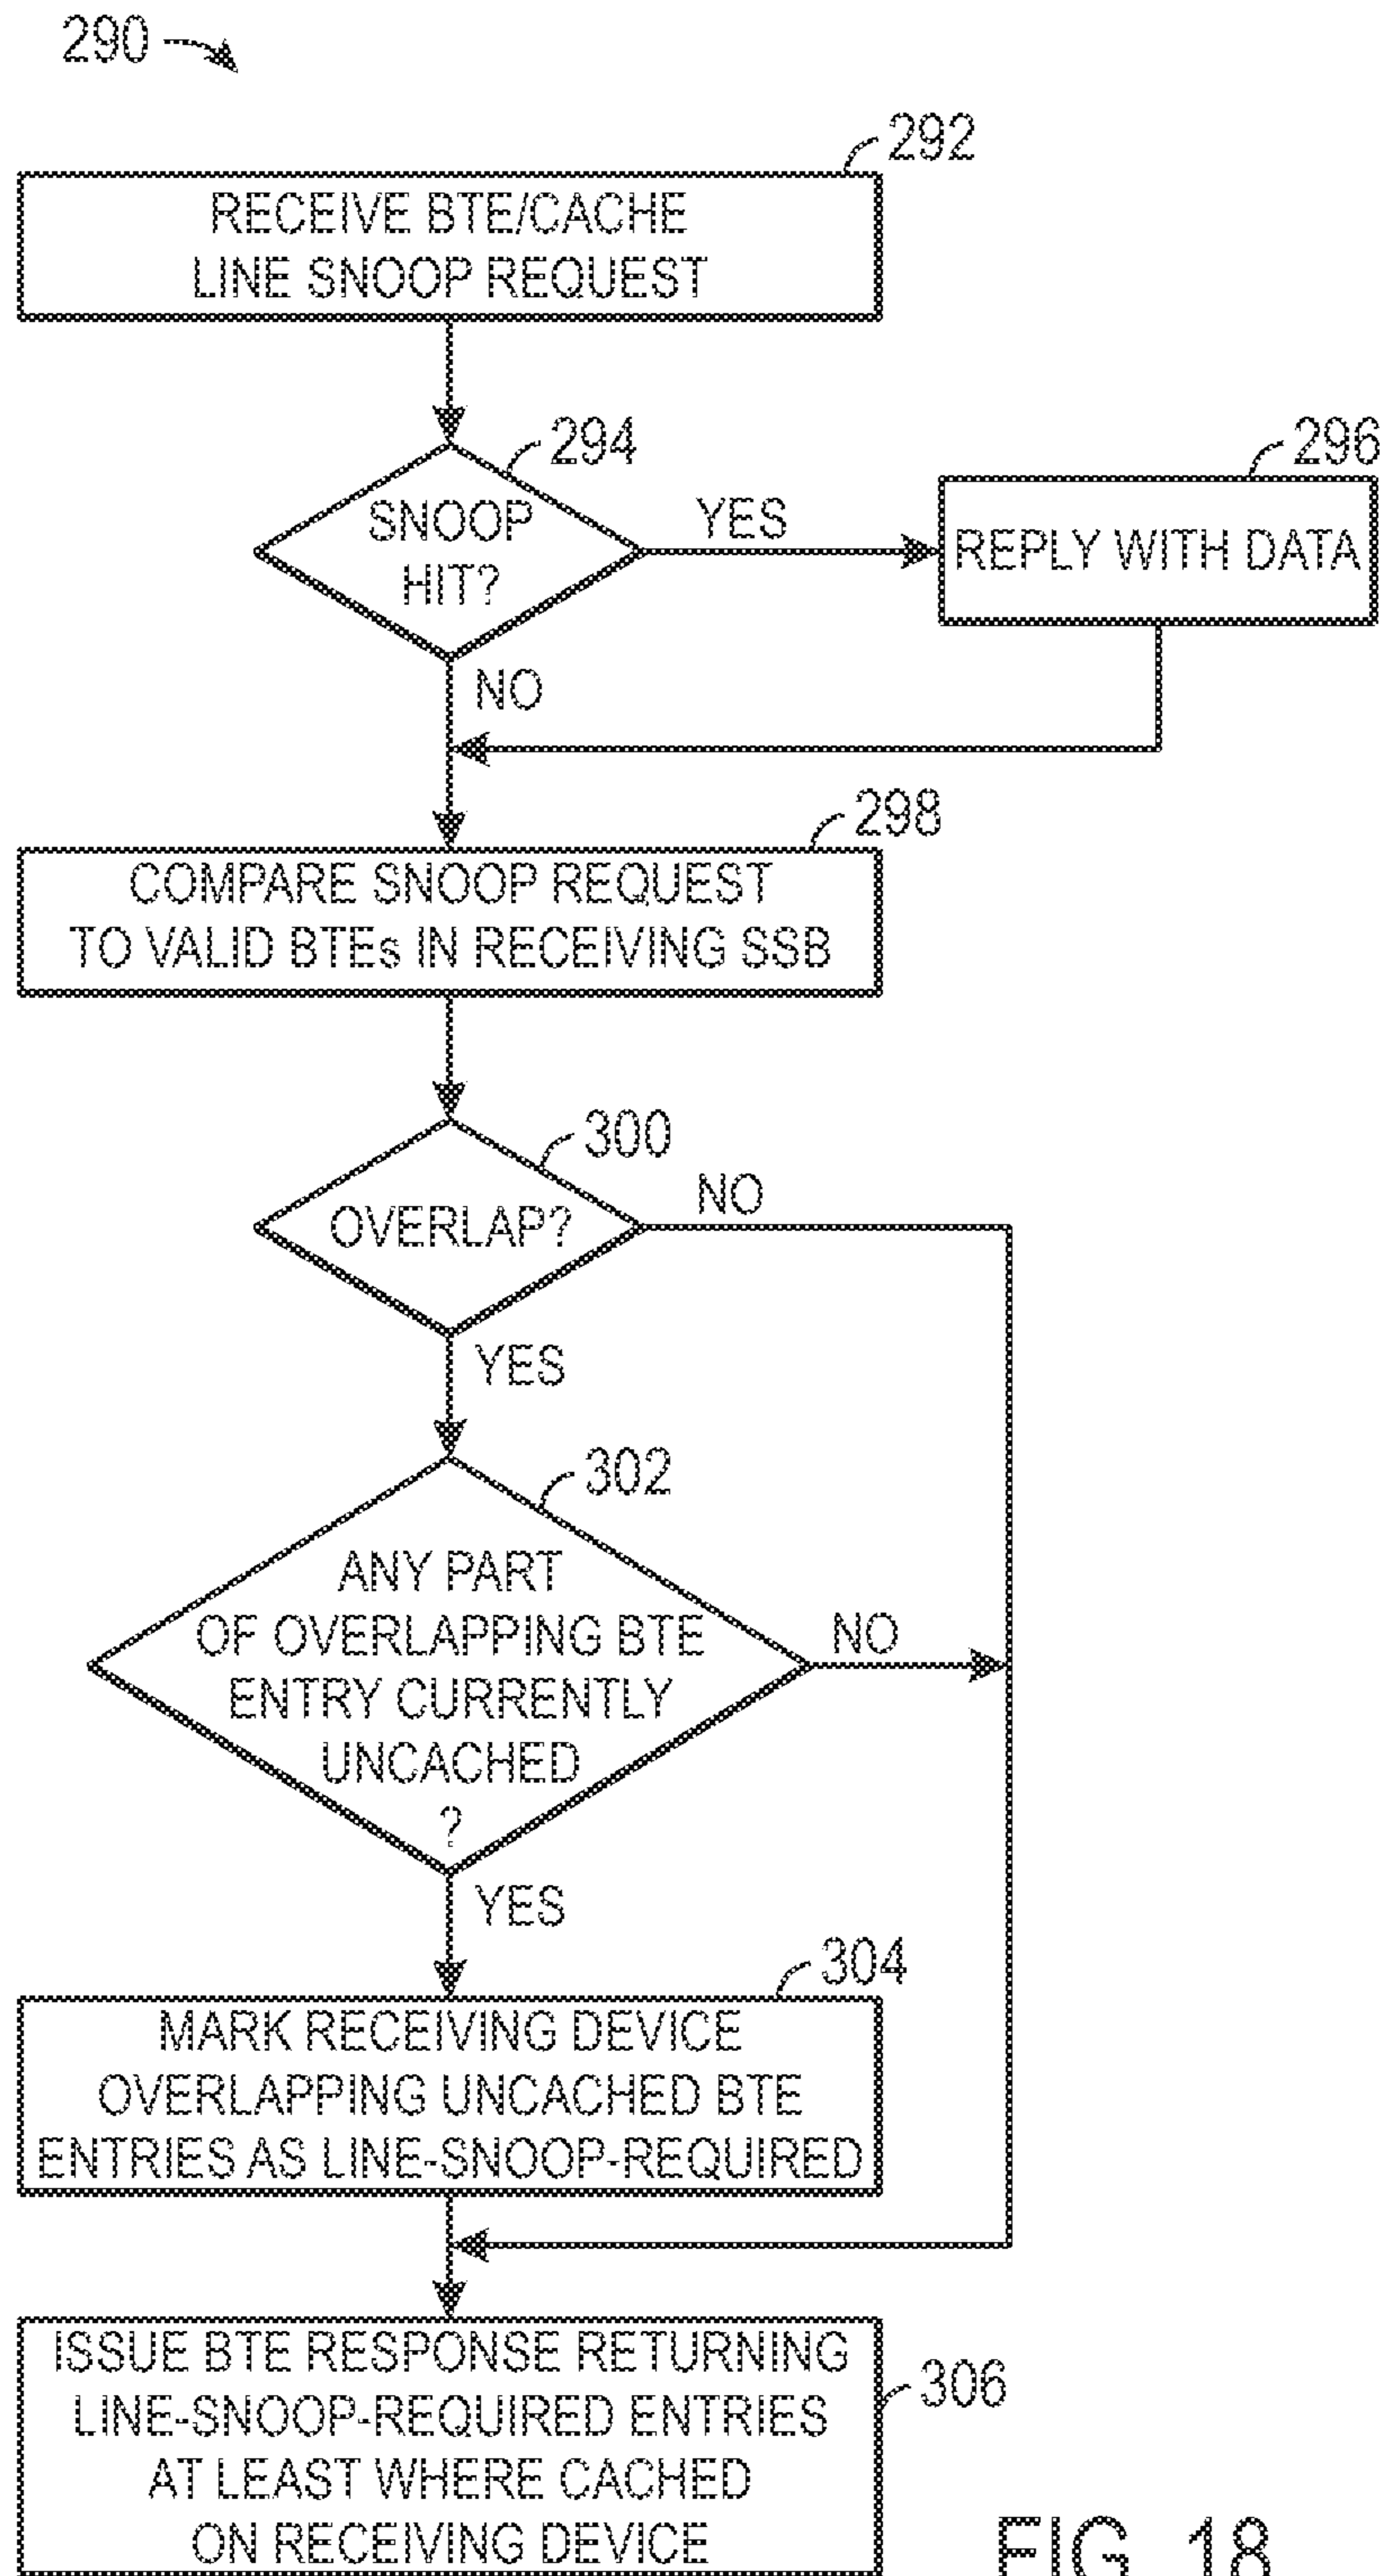 290
292
RECEIVE BTE/CACHE
LINE SNOOP REQUEST
294
SNOOP
HIT?
YES
296
REPLY WITH DATA
NO
298
COMPARE SNOOP REQUEST
TO VALID BTEs IN RECEIVING SSB
300
OVERLAP?
NO
YES
302
ANY PART
OF OVERLAPPING BTE
ENTRY CURRENTLY
UNCACHED
?
NO
YES
304
MARK RECEIVING DEVICE
OVERLAPPING UNCACHED BTE
ENTRIES AS LINE-SNOOP-REQUIRED
ISSUE BTE RESPONSE RETURNING
LINE-SNOOP-REQUIRED ENTRIES
AT LEAST WHERE CACHED
ON RECEIVING DEVICE
306
FIG. 18